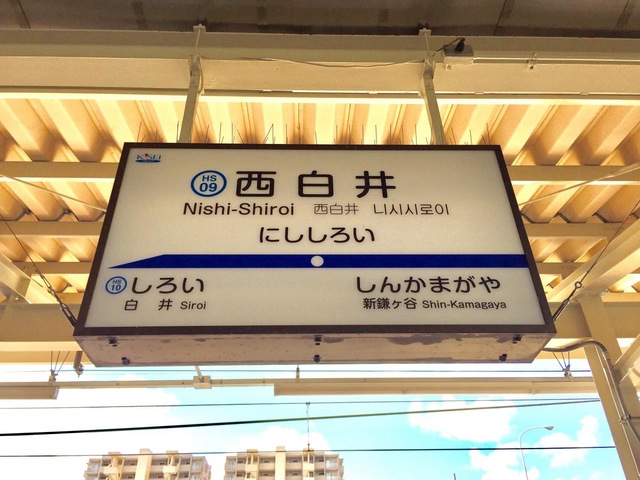 K'SEI
HS 09 西白井
Nishi-Shiroi 西白井 니시시로이
にししろい
HS 10 しろい しんかまがや
白井 Siroi 新鎌ヶ谷 Shin-Kamagaya